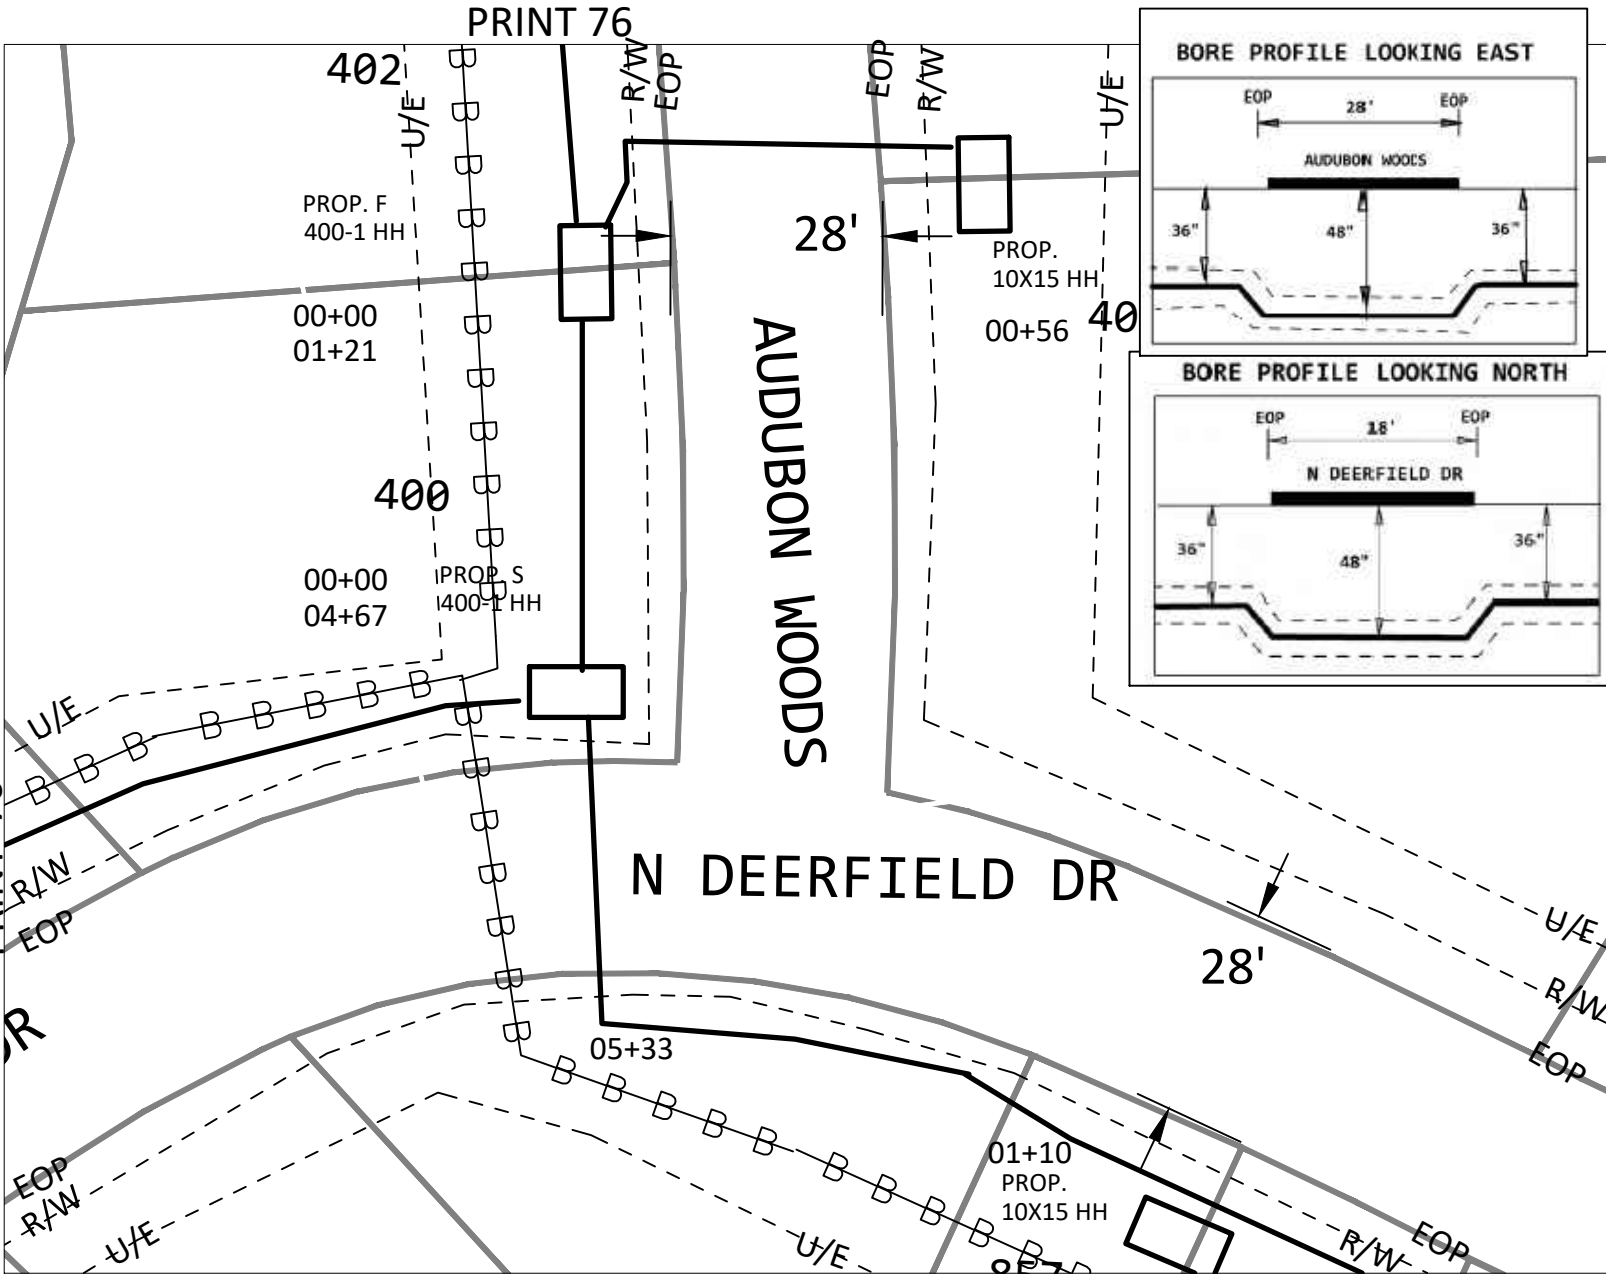 PRINT 76
402
U/E
R/W
EOP
EOP
R/W
U/E
BORE PROFILE LOOKING EAST
EOP
28'
EOP
AUDUBON WOODS
36"
48"
36"
PROP. F
400-1 HH
28'
PROP.
10X15 HH
00+00
01+21
00+56
40
BORE PROFILE LOOKING NORTH
EOP
18'
EOP
N DEERFIELD DR
36"
48"
36"
AUDUBON WOODS
400
00+00
04+67
PROP. S
400-1 HH
B B B B B B B B B B B
B B B B B B B B
B B B B B B B
B B B B B B B B B B B
U/E
R/W
EOP
N DEERFIELD DR
28'
U/E
R/W
EOP
DR
05+33
01+10
PROP.
10X15 HH
EOP
R/W
U/E
U/E
R/W
EOP